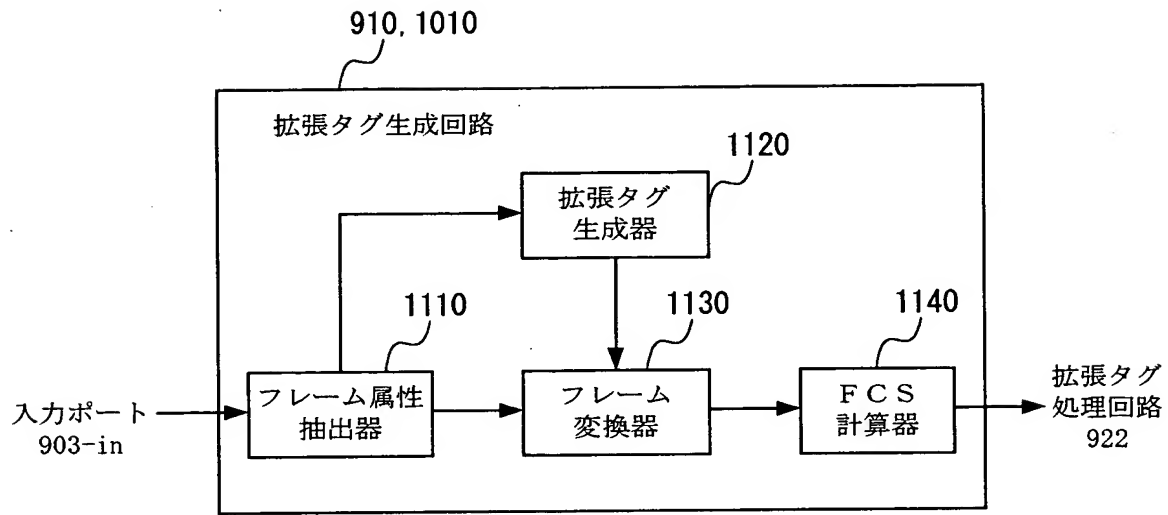 910, 1010
拡張タグ生成回路
1120
拡張タグ
生成器
1110
1130
1140
入力ポート
903-in
フレーム属性
抽出器
フレーム
変換器
ＦＣＳ
計算器
拡張タグ
処理回路
922